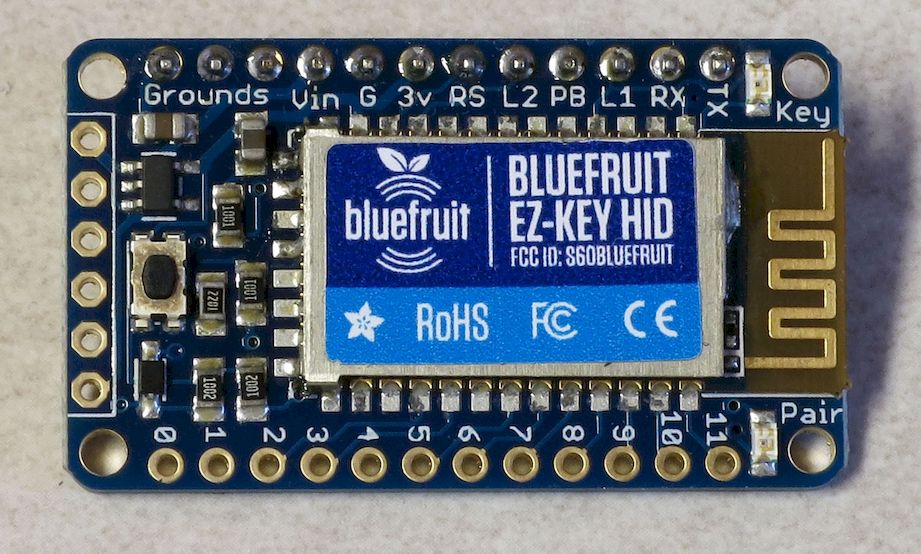 Grounds Vin G 3v RS L2 PB L1 RX TX
Key
bluefruit
BLUEFRUIT
EZ-KEY HID
FCC ID: S6OBLUEFRUIT
RoHS FC CE
1001
2201
1001
1002
1002
Pair
0 1 2 3 4 5 6 7 8 9 10 11